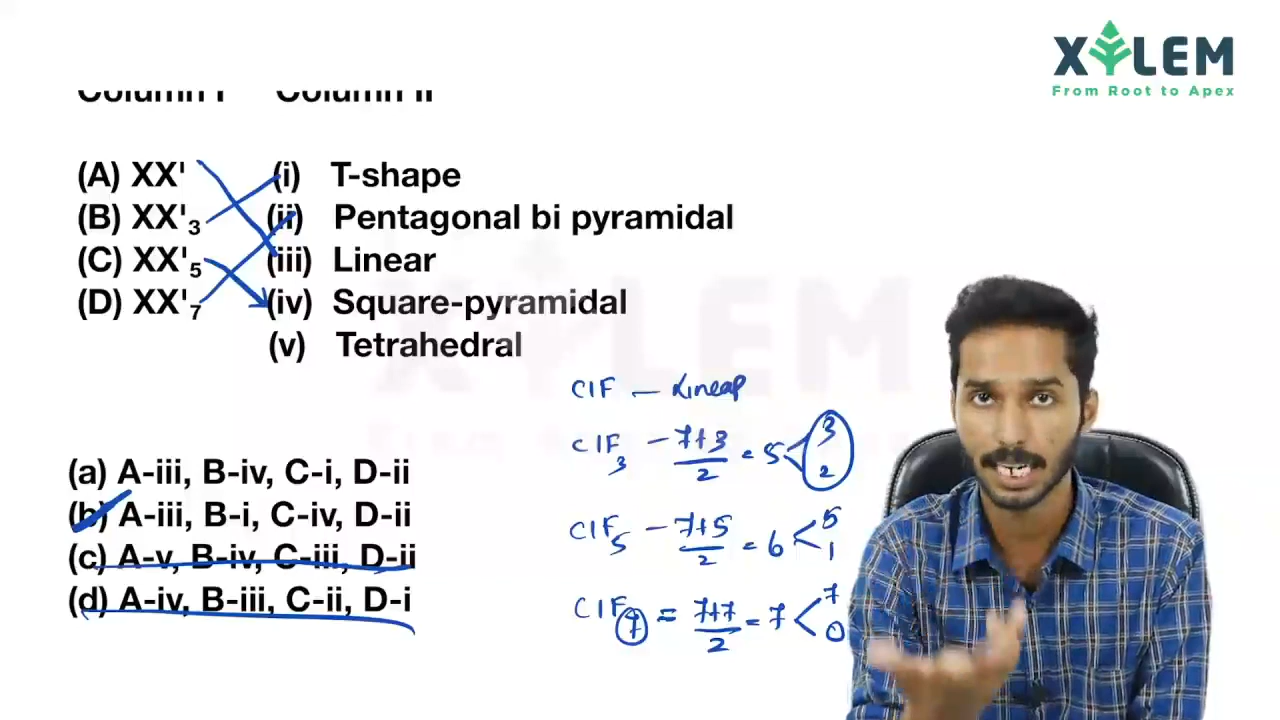 XYLEM
From Root to Apex
Column I Column II
(A) XX' (i) T-shape
(B) XX'₃ (ii) Pentagonal bi pyramidal
(C) XX'₅ (iii) Linear
(D) XX'₇ (iv) Square-pyramidal
(v) Tetrahedral
ClF — Linear
ClF₃ — 7+3/2 = 5 < 3 2
(a) A-iii, B-iv, C-i, D-ii
(b) A-iii, B-i, C-iv, D-ii
ClF₅ — 7+5/2 = 6 < 5 1
(c) A-v, B-iv, C-iii, D-ii
(d) A-iv, B-iii, C-ii, D-i
ClF₇ = 7+7/2 = 7 < 7 0